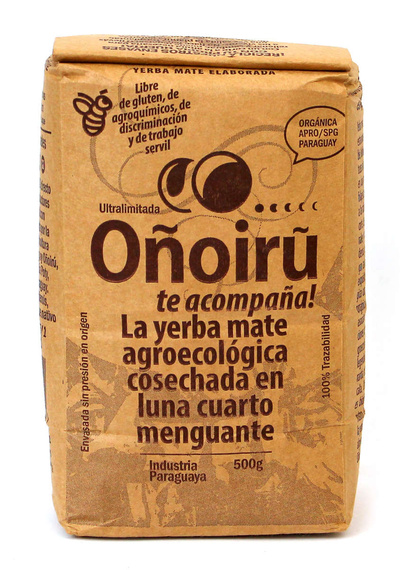 YERBA MATE ELABORADA
Libre
de gluten, de
agroquímicos, de
discriminación
y de trabajo
servil
ORGÁNICA
APRO/SPG
PARAGUAY
Ultralimitada
Oñoirũ
te acompaña!
La yerba mate
agroecológica
cosechada en
luna cuarto
menguante
Envasada sin presión en origen
100% Trazabilidad
Industria
Paraguaya
500g